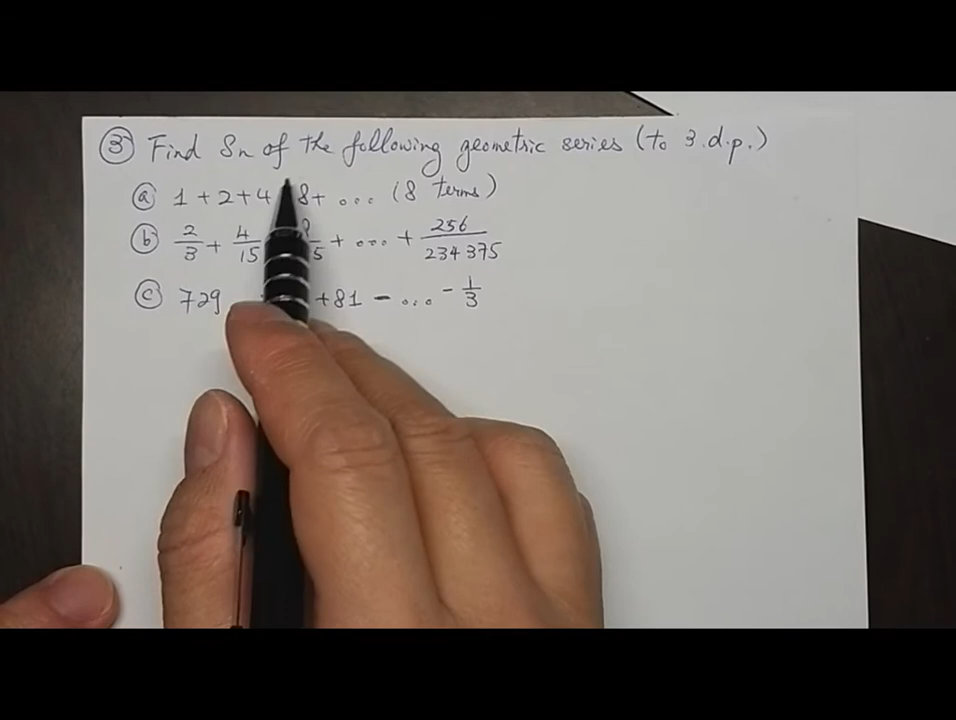 ③ Find Sn of the following geometric series (to 3.d.p.)
ⓐ 1 + 2 + 4 8 + ... (8 terms)
ⓑ 2/3 + 4/15 + ... + 256/234375
ⓒ 729 + 81 - ... - 1/3